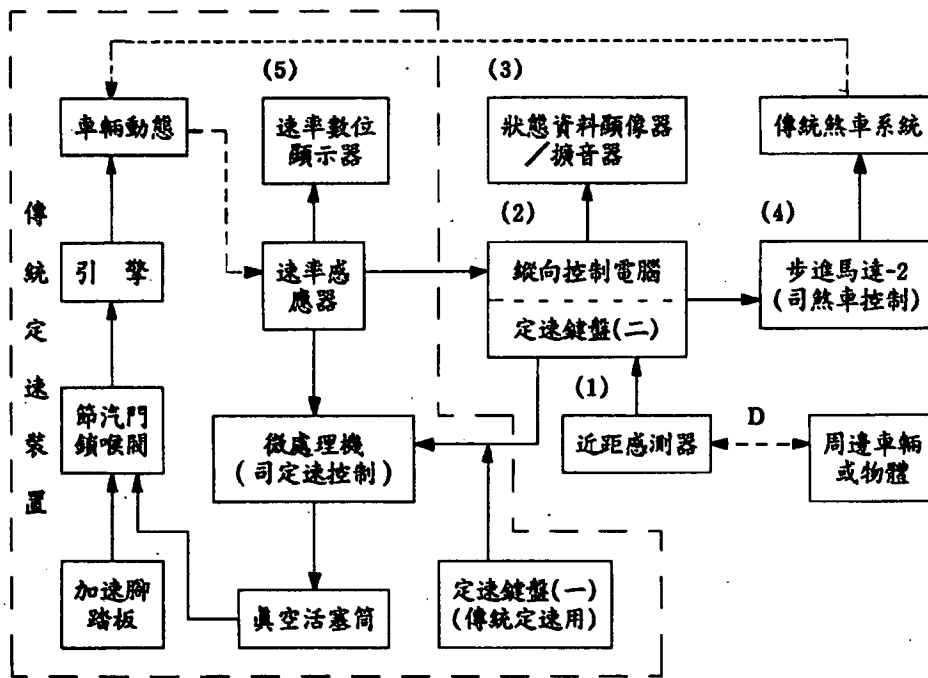 (5)
(3)
車輛動態
速率數位
顯示器
狀態資料顯像器
／擴音器
傳統煞車系統
(2)
(4)
傳統定速裝置
引 擎
速率感
應器
縱向控制電腦
定速鍵盤(二)
步進馬達-2
(司煞車控制)
(1)
節汽門
鎖喉閥
微處理機
(司定速控制)
近距感測器
D
周邊車輛
或物體
加速腳
踏板
眞空活塞筒
定速鍵盤(一)
(傳統定速用)